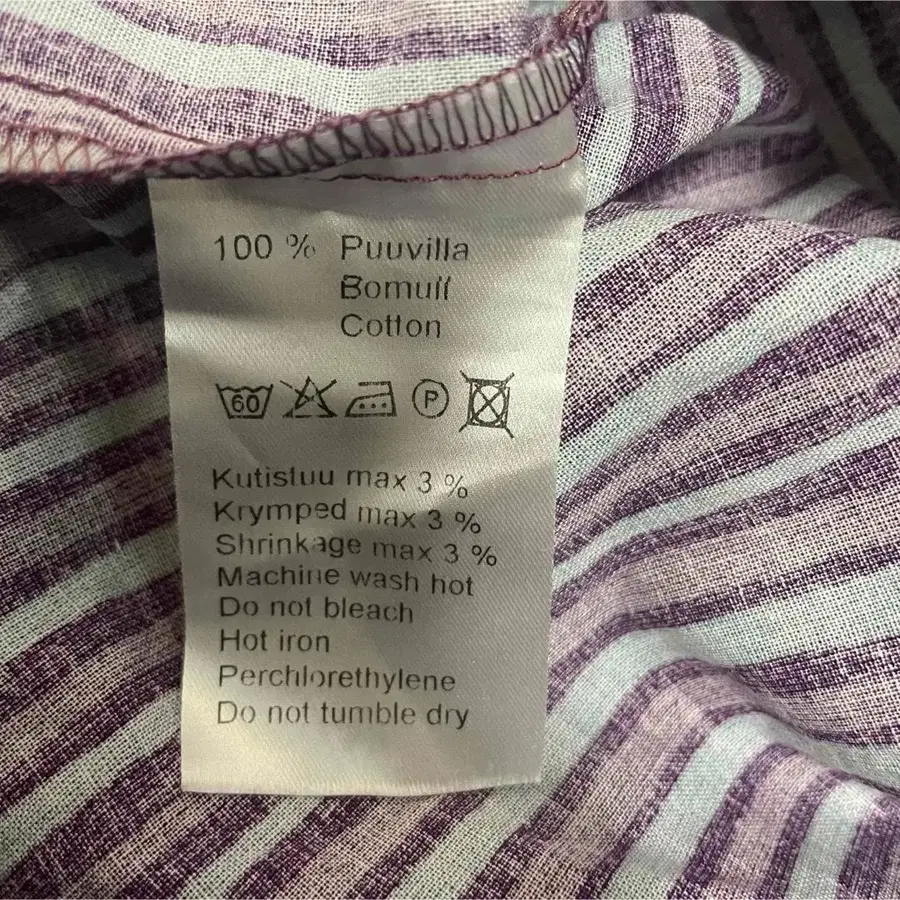 100 % Puuvilla
Bomull
Cotton
60 P
Kutistuu max 3 %
Krymped max 3 %
Shrinkage max 3 %
Machine wash hot
Do not bleach
Hot iron
Perchlorethylene
Do not tumble dry